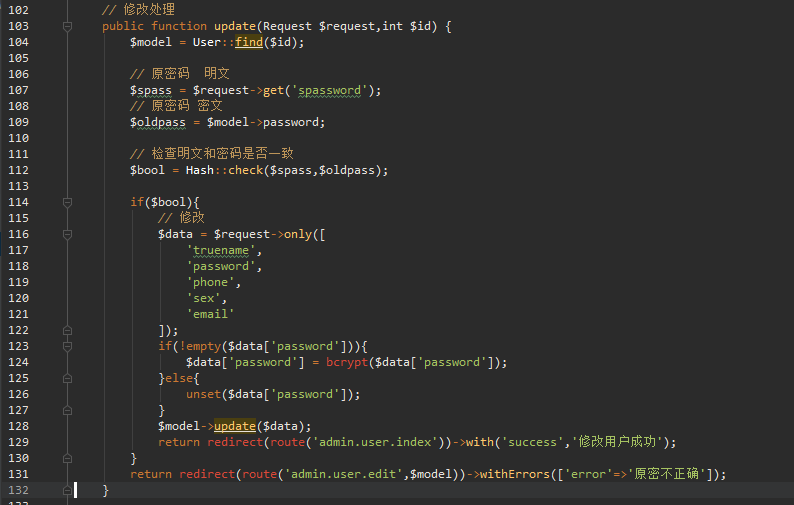 102 // 修改处理
103 public function update(Request $request,int $id) {
104 $model = User::find($id);
105
106 // 原密码  明文
107 $spass = $request->get('spassword');
108 // 原密码 密文
109 $oldpass = $model->password;
110
111 // 检查明文和密码是否一致
112 $bool = Hash::check($spass,$oldpass);
113
114 if($bool){
115 // 修改
116 $data = $request->only([
117 'truename',
118 'password',
119 'phone',
120 'sex',
121 'email'
122 ]);
123 if(!empty($data['password'])){
124 $data['password'] = bcrypt($data['password']);
125 }else{
126 unset($data['password']);
127 }
128 $model->update($data);
129 return redirect(route('admin.user.index'))->with('success','修改用户成功');
130 }
131 return redirect(route('admin.user.edit',$model))->withErrors(['error'=>'原密不正确']);
132 }